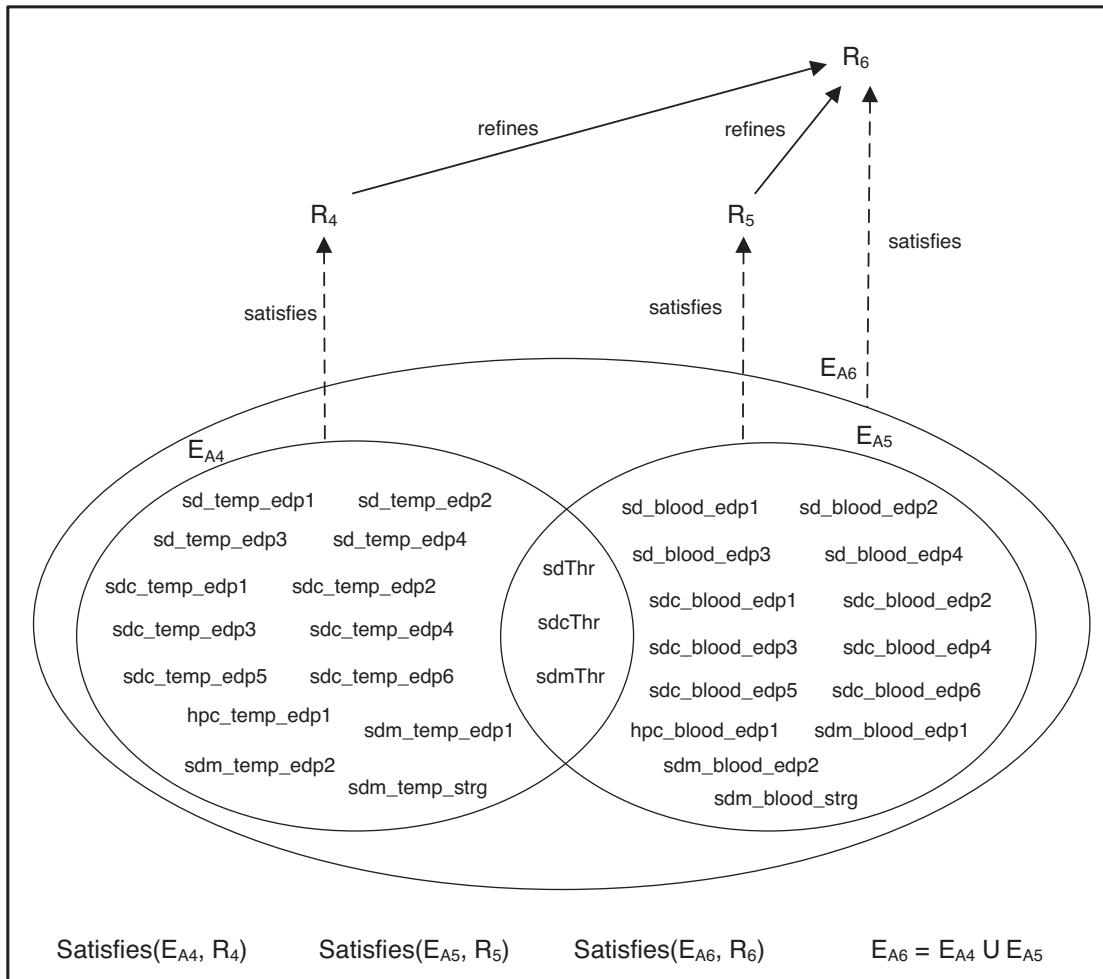 R6
refines
refines
R4
R5
satisfies
satisfies
satisfies
EA6
EA4
EA5
sd_temp_edp1 sd_temp_edp2
sd_temp_edp3 sd_temp_edp4
sdc_temp_edp1 sdc_temp_edp2
sdc_temp_edp3 sdc_temp_edp4
sdc_temp_edp5 sdc_temp_edp6
hpc_temp_edp1
sdm_temp_edp1
sdm_temp_edp2
sdm_temp_strg
sdThr
sdcThr
sdmThr
sd_blood_edp1 sd_blood_edp2
sd_blood_edp3 sd_blood_edp4
sdc_blood_edp1 sdc_blood_edp2
sdc_blood_edp3 sdc_blood_edp4
sdc_blood_edp5 sdc_blood_edp6
hpc_blood_edp1 sdm_blood_edp1
sdm_blood_edp2
sdm_blood_strg
Satisfies(EA4, R4) Satisfies(EA5, R5) Satisfies(EA6, R6) EA6 = EA4 U EA5